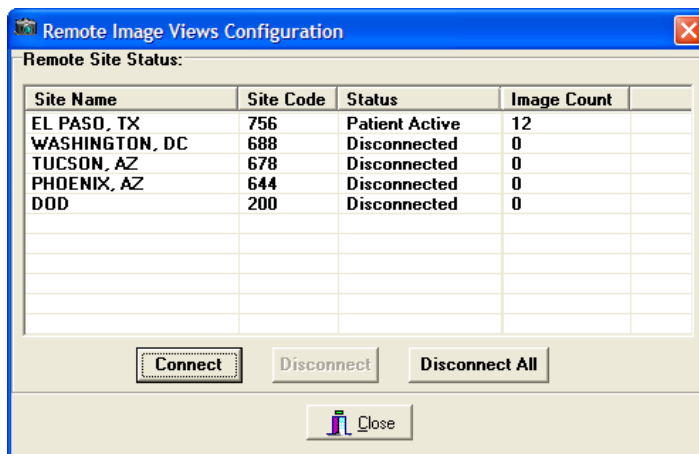 Remote Image Views Configuration
Remote Site Status:
Site Name Site Code Status Image Count
EL PASO, TX 756 Patient Active 12
WASHINGTON, DC 688 Disconnected 0
TUCSON, AZ 678 Disconnected 0
PHOENIX, AZ 644 Disconnected 0
DOD 200 Disconnected 0
Connect Disconnect Disconnect All
Close